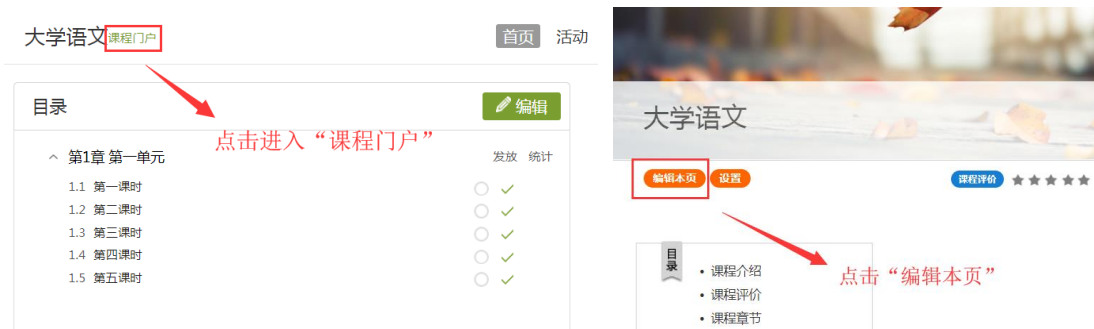 大学语文 课程门户
首页 活动
目录
编辑
点击进入“课程门户”
第1章 第一单元
发放 统计
1.1 第一课时
1.2 第二课时
1.3 第三课时
1.4 第四课时
1.5 第五课时
大学语文
编辑本页 设置
课程评价
目录
• 课程介绍
• 课程评价
• 课程章节
点击“编辑本页”